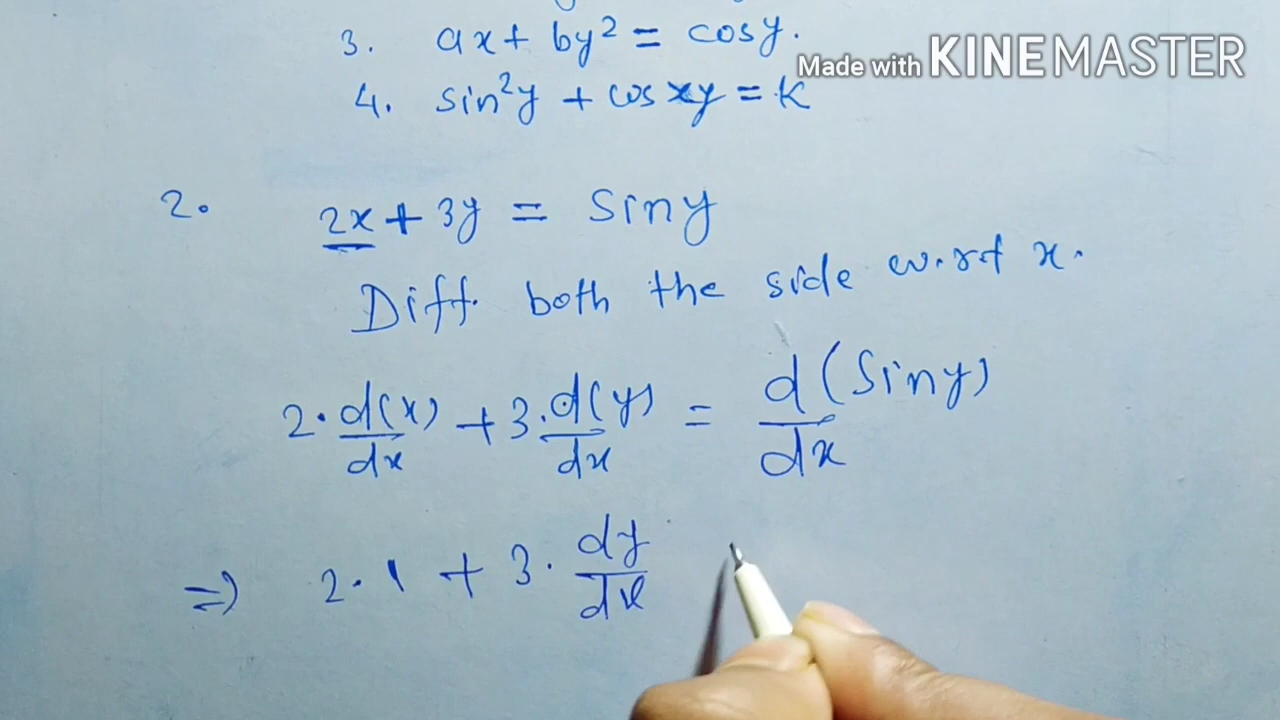 3. ax + by² = cosy.
Made with KINEMASTER
4. sin²y + cos xy = k
2. 2x + 3y = Siny
Diff. both the side w.r.t x.
2. d(x)/dx + 3. d(y)/dx = d/dx (Siny)
=) 2. 1 + 3. dy/dx